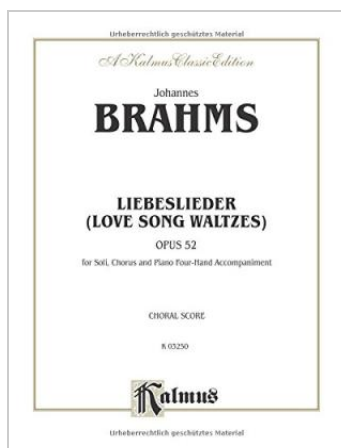 Urheberrechtlich geschütztes Material
A Kalmus Classic Edition
Johannes
BRAHMS
LIEBESLIEDER
(LOVE SONG WALTZES)
OPUS 52
for Soli, Chorus and Piano Four-Hand Accompaniment
CHORAL SCORE
K 03250
Kalmus
Urheberrechtlich geschütztes Material